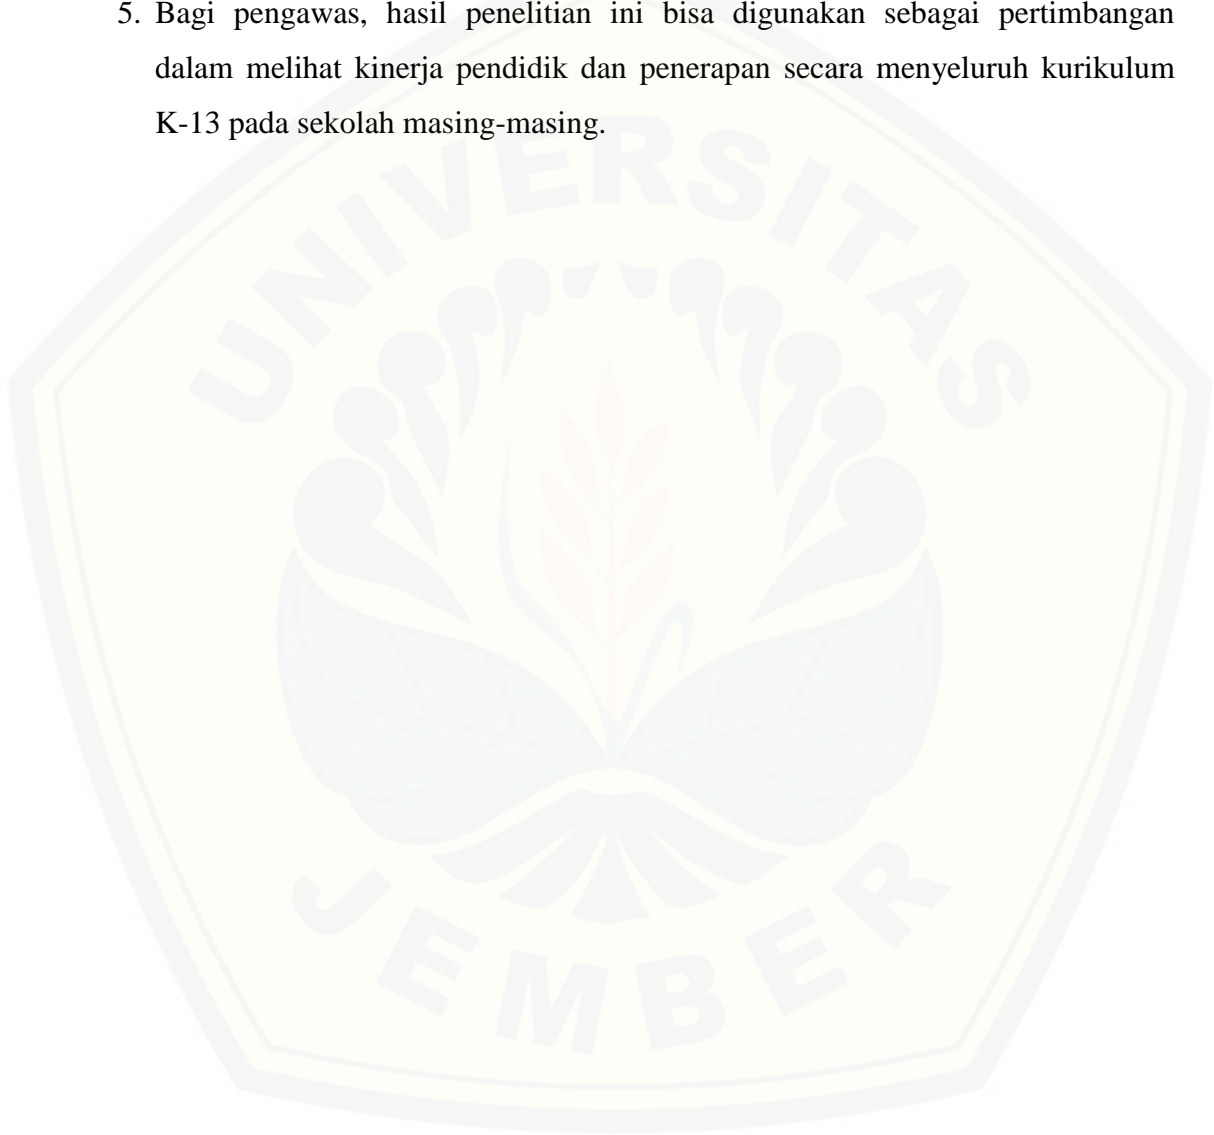 5. Bagi pengawas, hasil penelitian ini bisa digunakan sebagai pertimbangan
dalam melihat kinerja pendidik dan penerapan secara menyeluruh kurikulum
K-13 pada sekolah masing-masing.
UNIVERSITAS
JEMBER